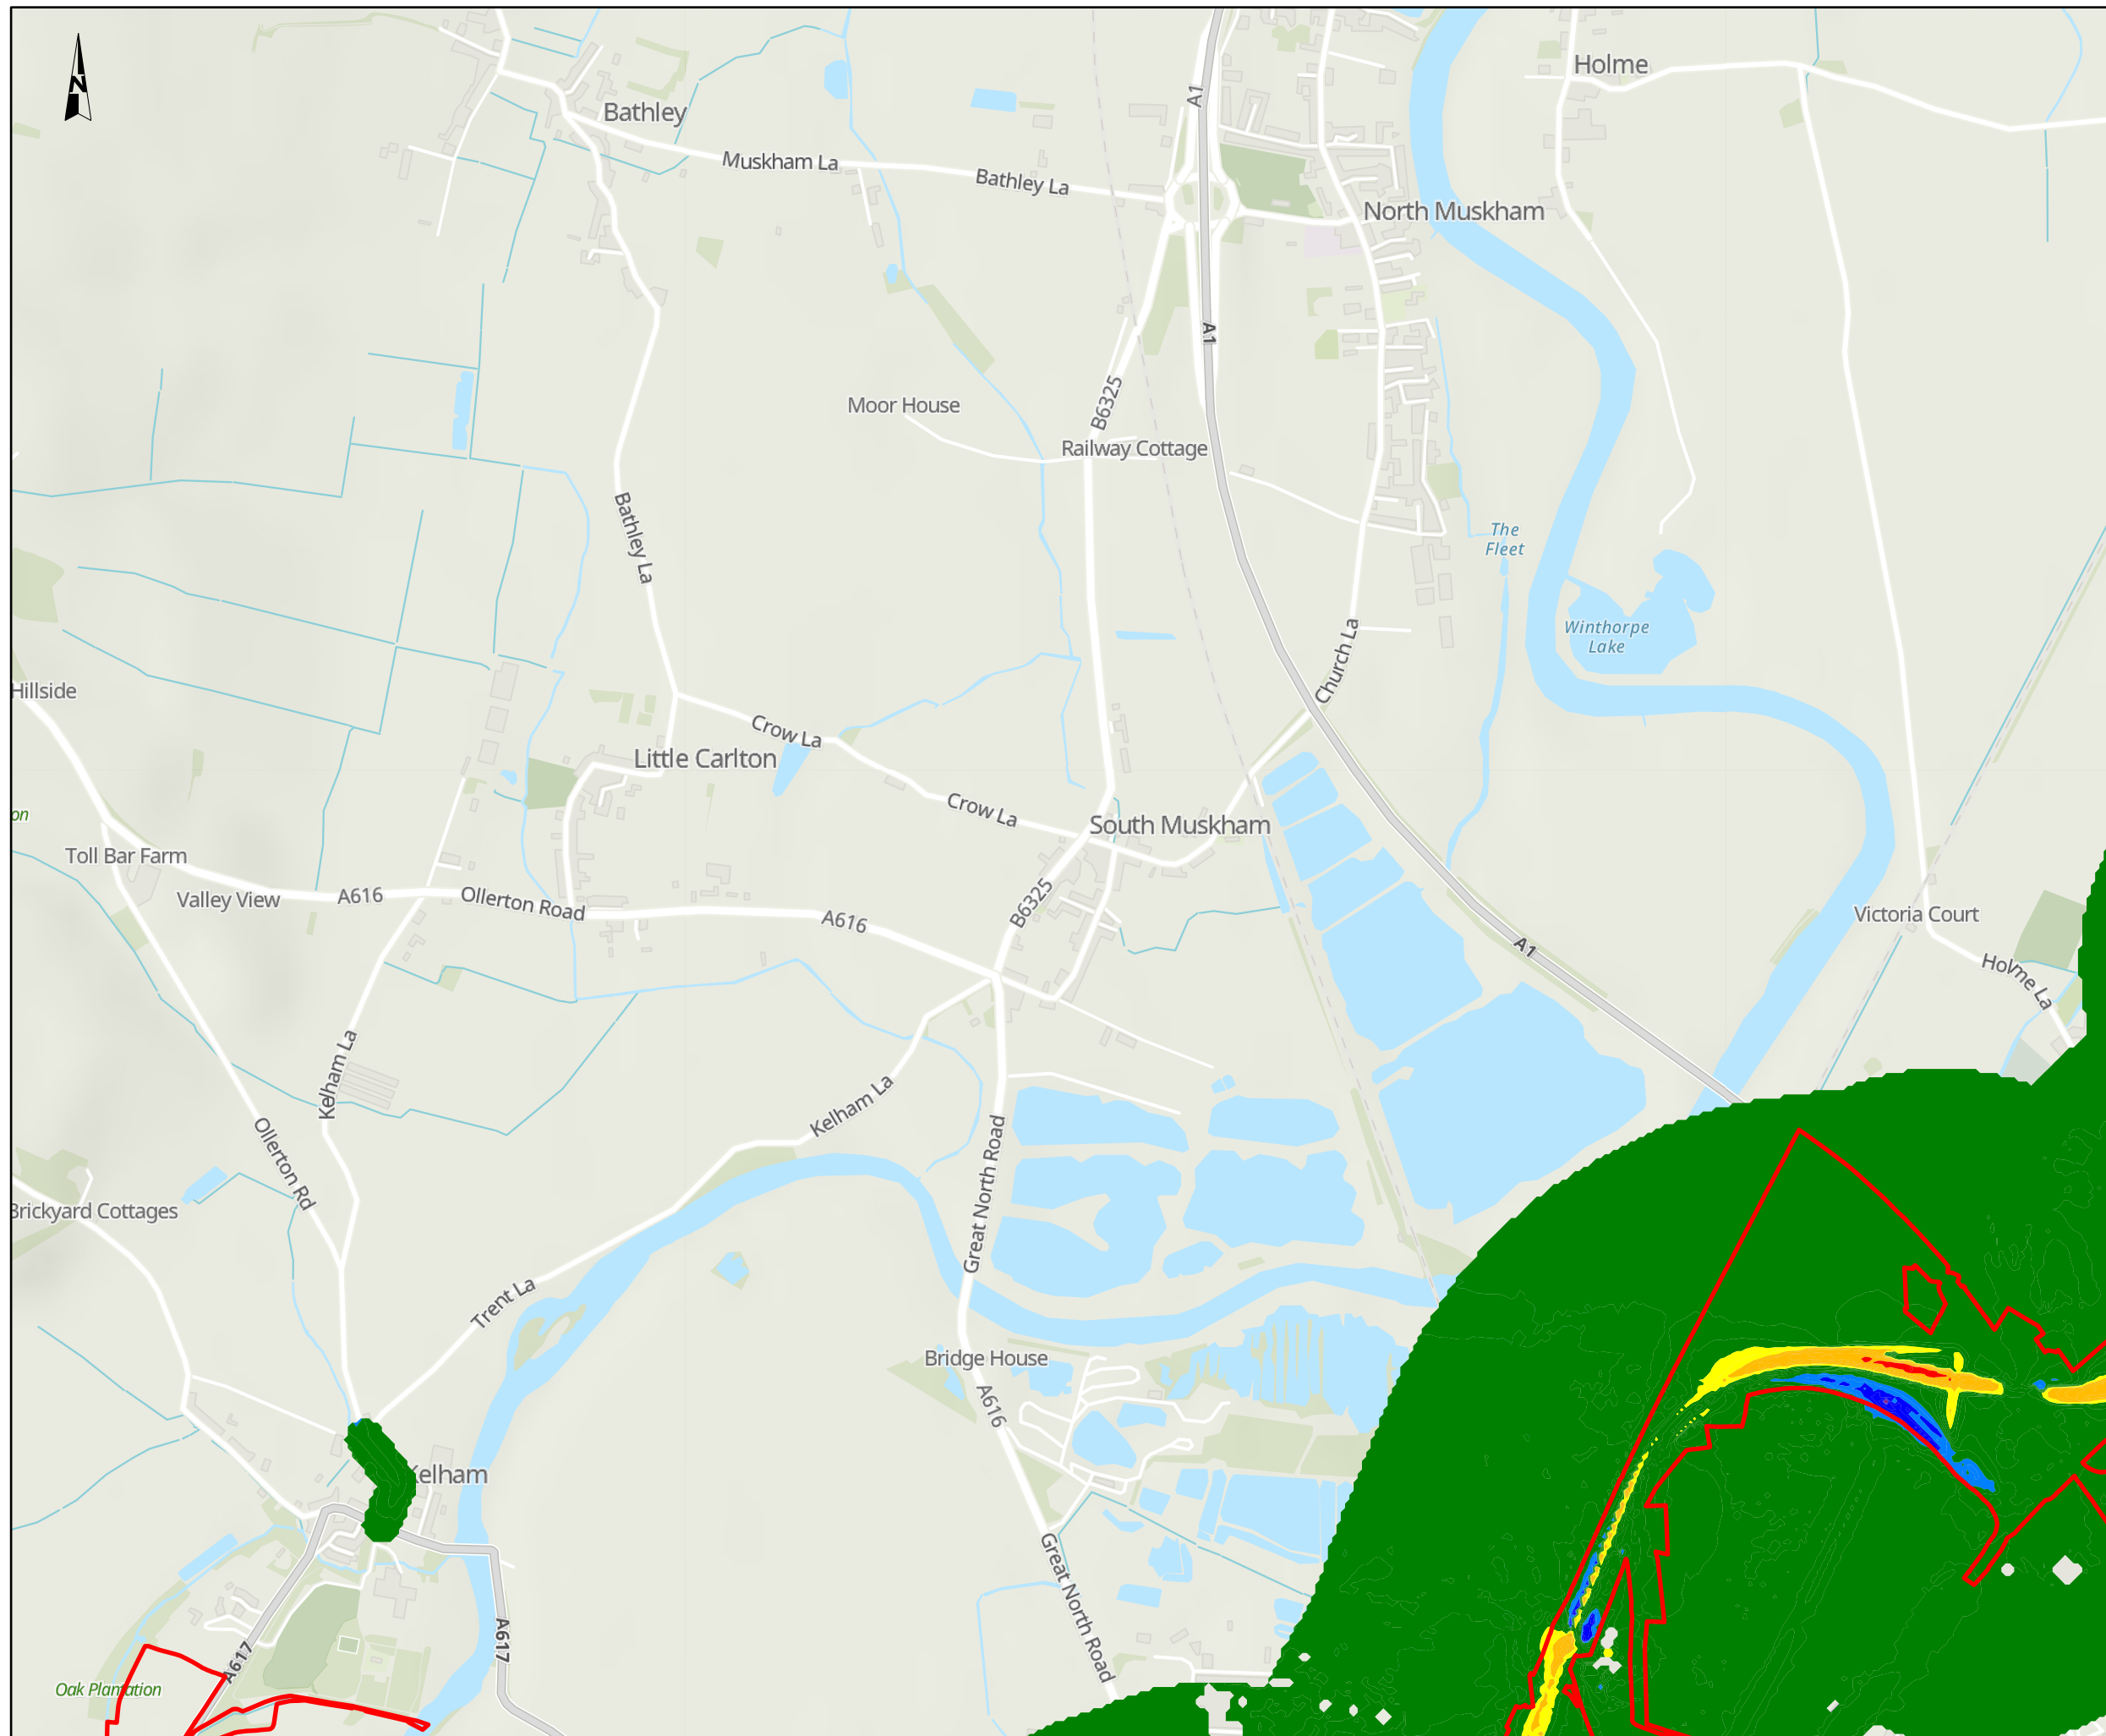 N
Holme
A1
Bathley
Muskham La
Bathley La
North Muskham
A1
B6325
Moor House
Railway Cottage
Bathley La
The
Fleet
Winthorpe
Lake
Church La
Hillside
Crow La
Little Carlton
Crow La
on
South Muskham
Toll Bar Farm
Valley View
A616
Ollerton Road
B6325
A616
Victoria Court
A1
Holme La
Kelham La
Kelham La
Ollerton Rd
Great North Road
Brickyard Cottages
Trent La
Bridge House
A616
Kelham
Great North Road
A617
A617
Oak Plantation